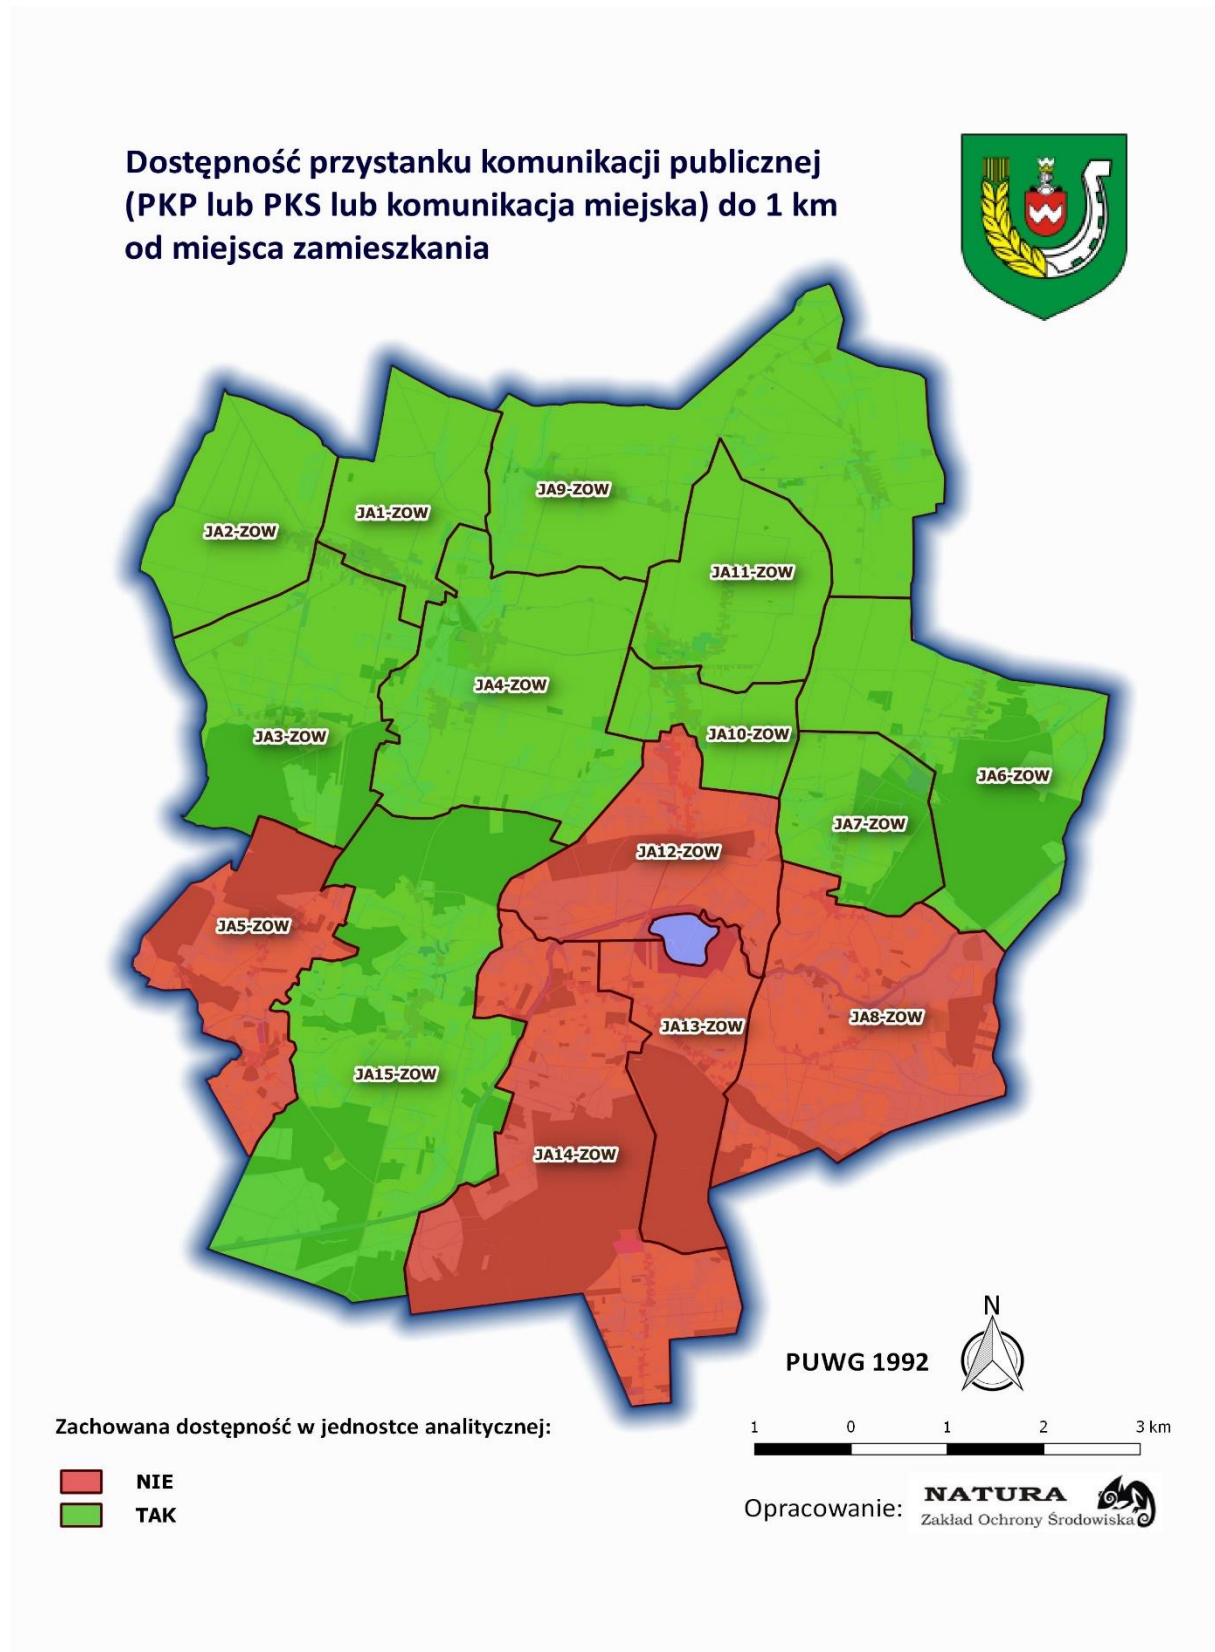 Dostępność przystanku komunikacji publicznej
(PKP lub PKS lub komunikacja miejska) do 1 km
od miejsca zamieszkania
JA9-ZOW
JA1-ZOW
JA2-ZOW
JA11-ZOW
JA4-ZOW
JA3-ZOW
JA10-ZOW
JA6-ZOW
JA7-ZOW
JA12-ZOW
JA5-ZOW
JA8-ZOW
JA13-ZOW
JA15-ZOW
JA14-ZOW
N
PUWG 1992
Zachowana dostępność w jednostce analitycznej:
NIE
TAK
1 0 1 2 3 km
Opracowanie:
NATURA
Zakład Ochrony Środowiska